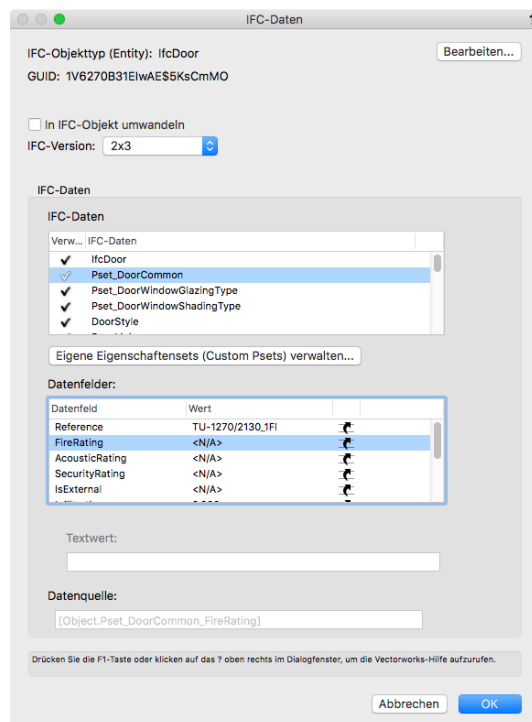 IFC-Daten
?
IFC-Objekttyp (Entity): IfcDoor
Bearbeiten...
GUID: 1V6270B31EIwAE$5KsCmMO
In IFC-Objekt umwandeln
IFC-Version: 2x3
IFC-Daten
IFC-Daten
Verw... IFC-Daten
IfcDoor
Pset_DoorCommon
Pset_DoorWindowGlazingType
Pset_DoorWindowShadingType
DoorStyle
Eigene Eigenschaftensets (Custom Psets) verwalten...
Datenfelder:
Datenfeld Wert
Reference TU-1270/2130_1Fl
FireRating <N/A>
AcousticRating <N/A>
SecurityRating <N/A>
IsExternal <N/A>
Textwert:
Datenquelle:
[Object.Pset_DoorCommon_FireRating]
Drücken Sie die F1-Taste oder klicken auf das ? oben rechts im Dialogfenster, um die Vectorworks-Hilfe aufzurufen.
Abbrechen OK